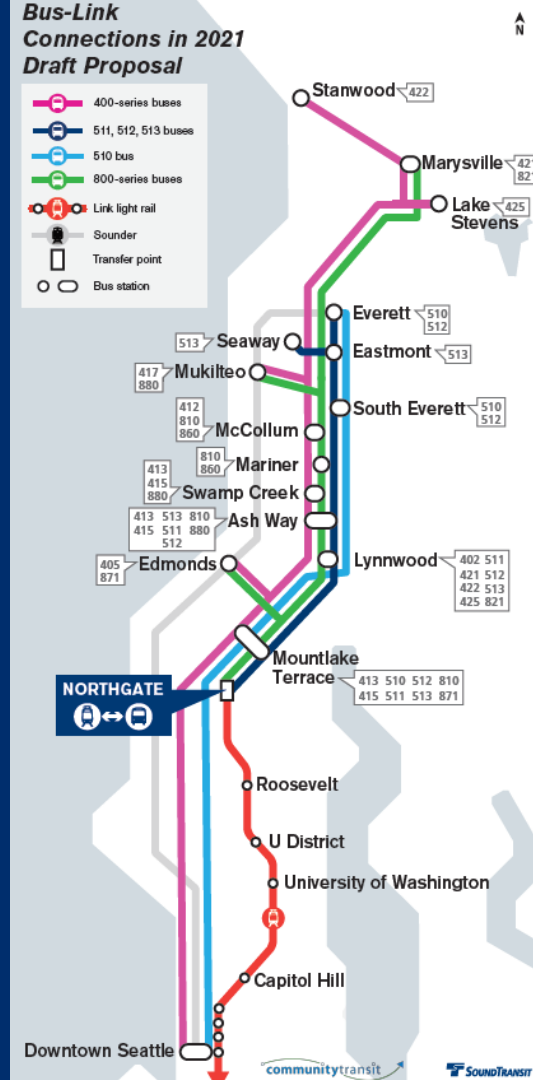 Bus-Link
Connections in 2021
Draft Proposal
N
400-series buses
511, 512, 513 buses
510 bus
800-series buses
Link light rail
Sounder
Transfer point
Bus station
Stanwood
422
Marysville
421
821
Lake
Stevens
425
Everett
510
512
513
Seaway
Eastmont
513
417
880
Mukilteo
South Everett
510
512
412
810
860
McCollum
810
860
Mariner
413
415
880
Swamp Creek
413 513 810
415 511 880
512
Ash Way
405
871
Edmonds
Lynnwood
402 511
421 512
422 513
425 821
Mountlake
Terrace
413 510 512 810
415 511 513 871
NORTHGATE
Roosevelt
U District
University of Washington
Capitol Hill
Downtown Seattle
communitytransit
SOUNDTRANSIT